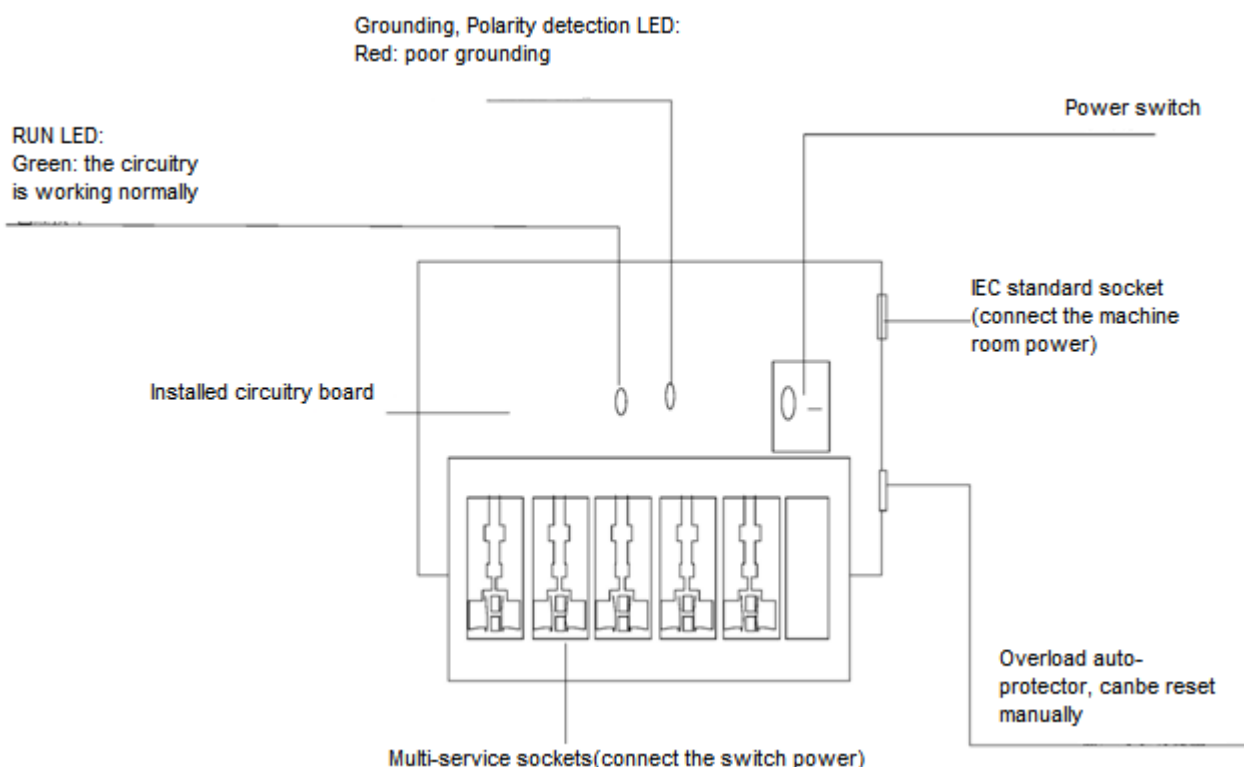 Grounding, Polarity detection LED:
Red: poor grounding
Power switch
RUN LED:
Green: the circuitry
is working normally
IEC standard socket
(connect the machine
room power)
Installed circuitry board
Overload auto-
protector, canbe reset
manually
Multi-service sockets(connect the switch power)